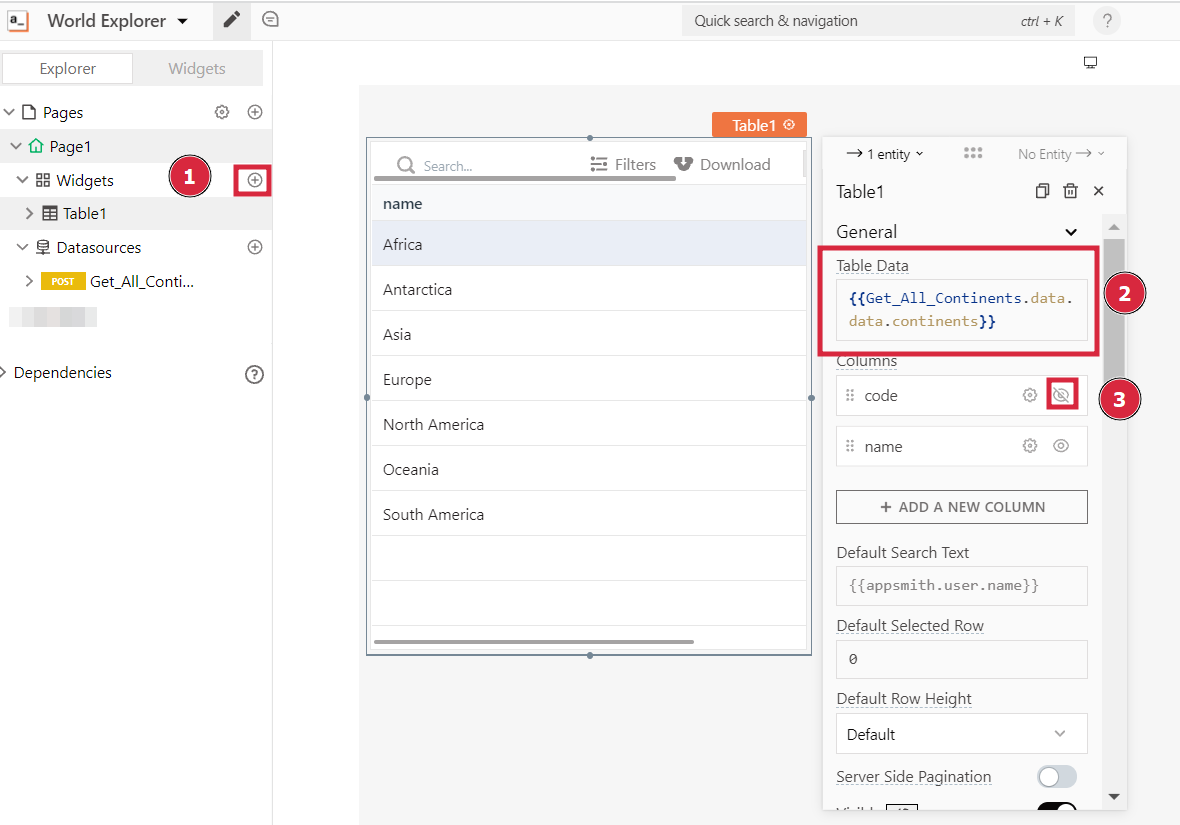 a_
World Explorer
Quick search & navigation
ctrl + K
?
Explorer
Widgets
Pages
Page1
Widgets
1
Table1
Datasources
POST
Get_All_Conti...
Dependencies
?
Table1
Search...
Filters
Download
name
Africa
Antarctica
Asia
Europe
North America
Oceania
South America
1 entity
No Entity
Table1
General
Table Data
{{Get_All_Continents.data.
data.continents}}
2
Columns
code
3
name
+ ADD A NEW COLUMN
Default Search Text
{{appsmith.user.name}}
Default Selected Row
0
Default Row Height
Default
Server Side Pagination